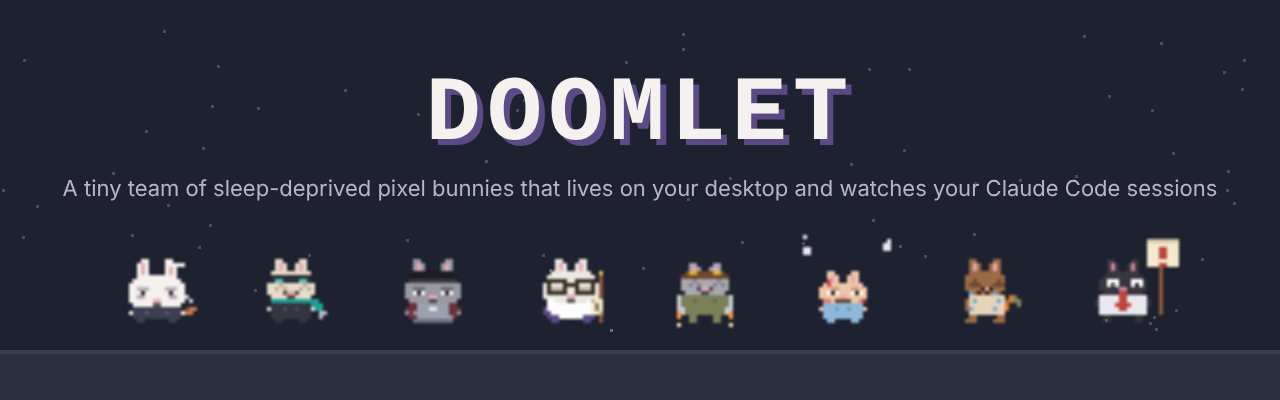 DOOMLET
A tiny team of sleep-deprived pixel bunnies that lives on your desktop and watches your Claude Code sessions
!